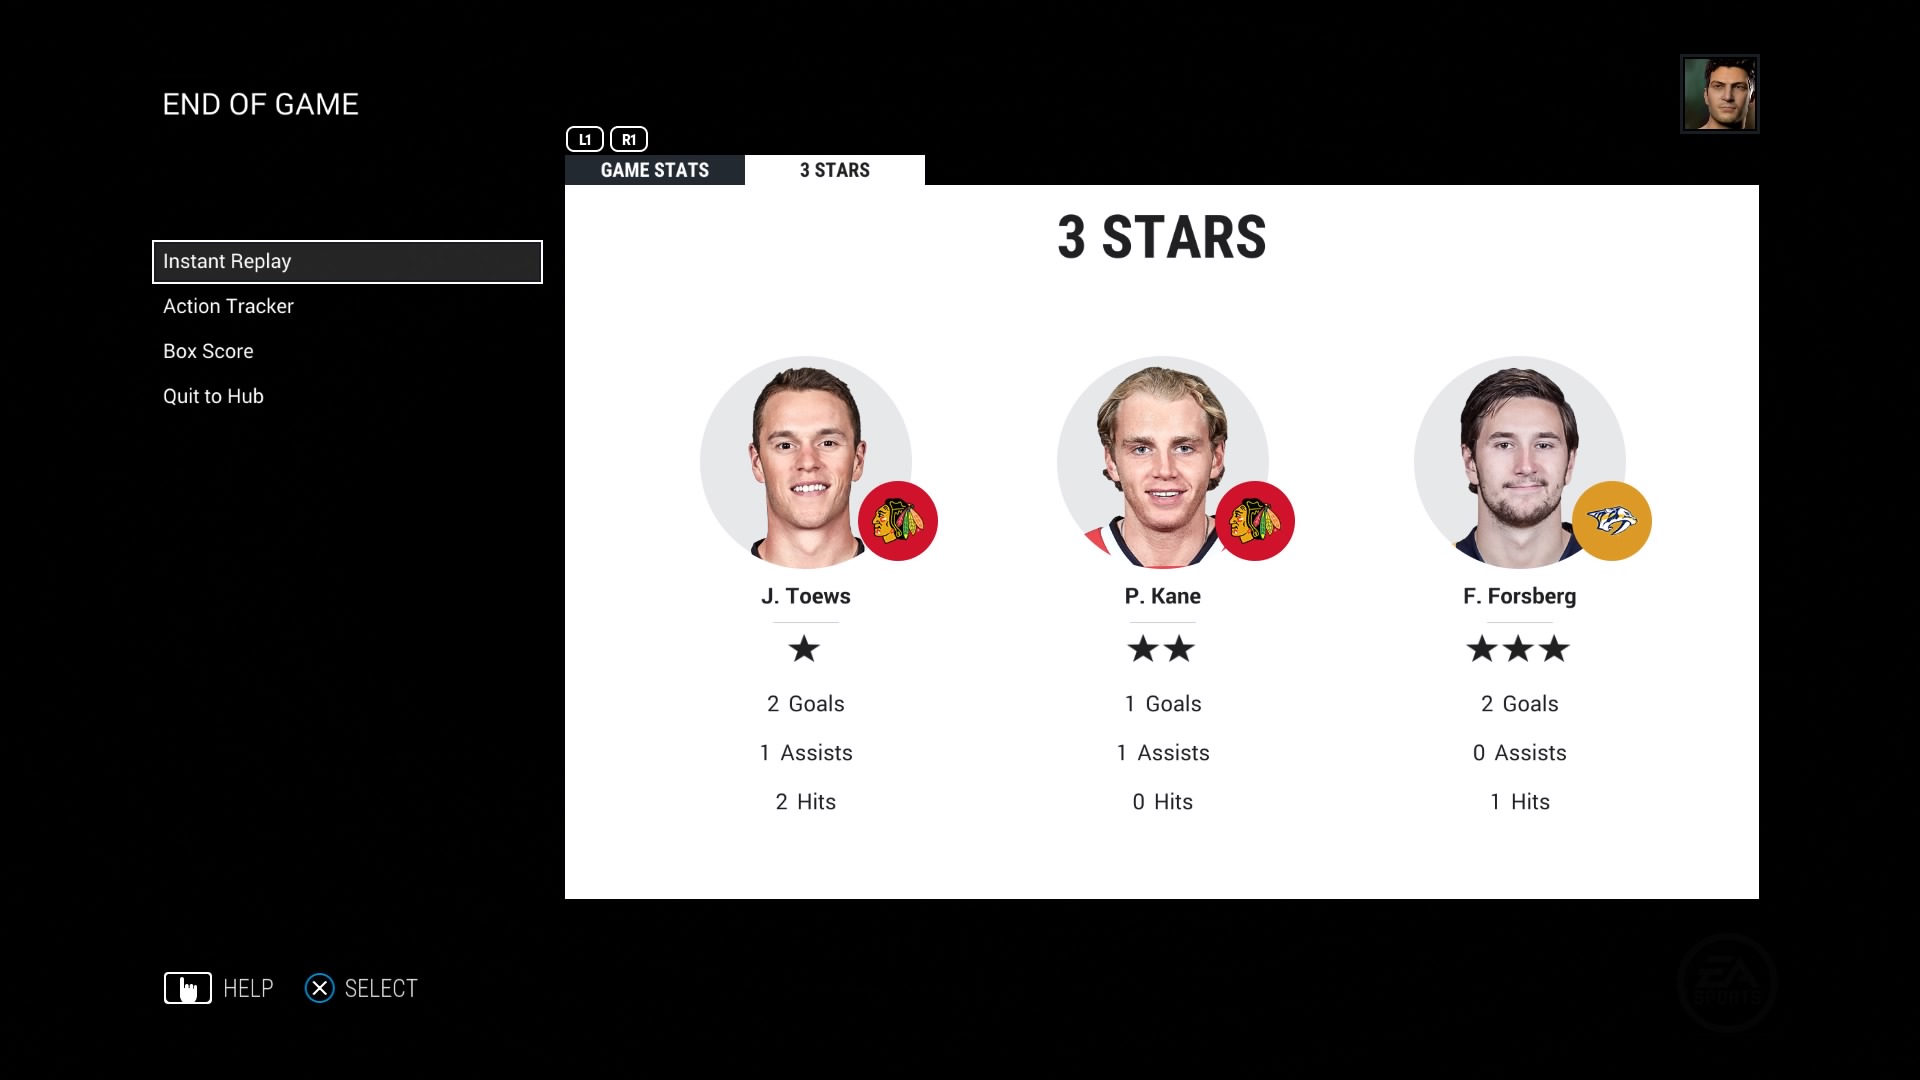 END OF GAME
L1 R1
GAME STATS 3 STARS
3 STARS
Instant Replay
Action Tracker
Box Score
Quit to Hub
J. Toews
2 Goals
1 Assists
2 Hits
P. Kane
1 Goals
1 Assists
0 Hits
F. Forsberg
2 Goals
0 Assists
1 Hits
HELP SELECT
EA
SPORTS